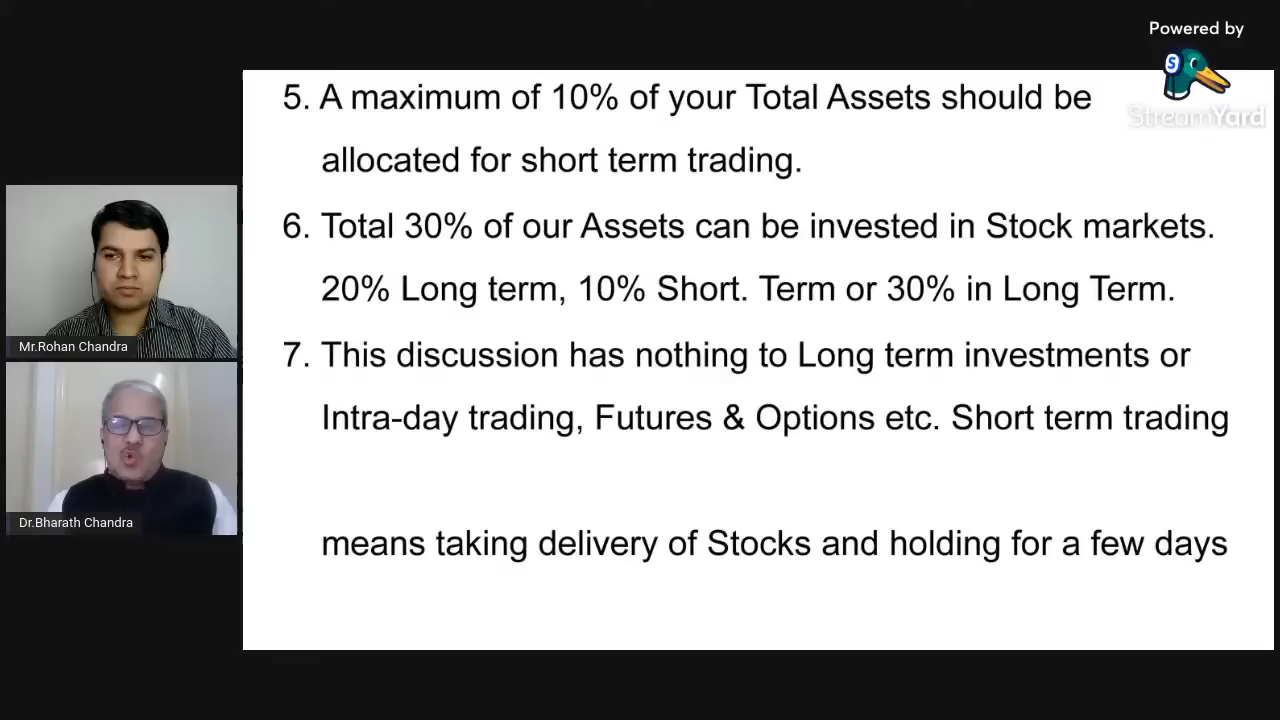 Powered by
S
StreamYard
5. A maximum of 10% of your Total Assets should be
allocated for short term trading.
6. Total 30% of our Assets can be invested in Stock markets.
20% Long term, 10% Short. Term or 30% in Long Term.
7. This discussion has nothing to Long term investments or
Intra-day trading, Futures & Options etc. Short term trading
means taking delivery of Stocks and holding for a few days
Mr.Rohan Chandra
Dr.Bharath Chandra